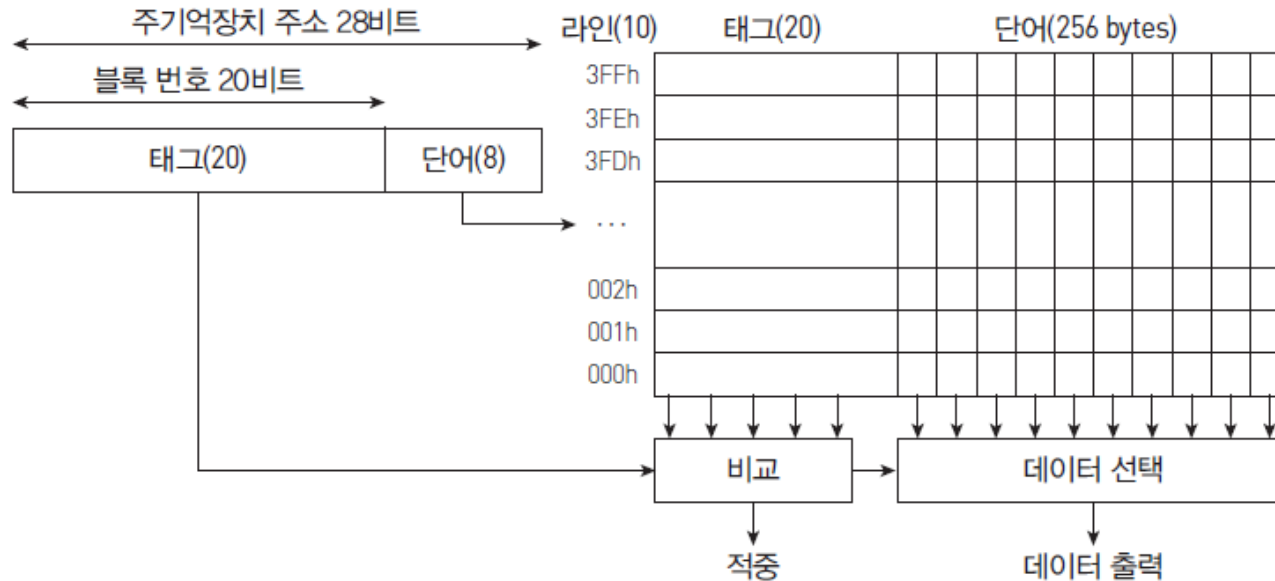 주기억장치 주소 28비트
라인(10) 태그(20) 단어(256 bytes)
블록 번호 20비트
태그(20) 단어(8)
3FFh
3FEh
3FDh
...
002h
001h
000h
비교 데이터 선택
적중 데이터 출력